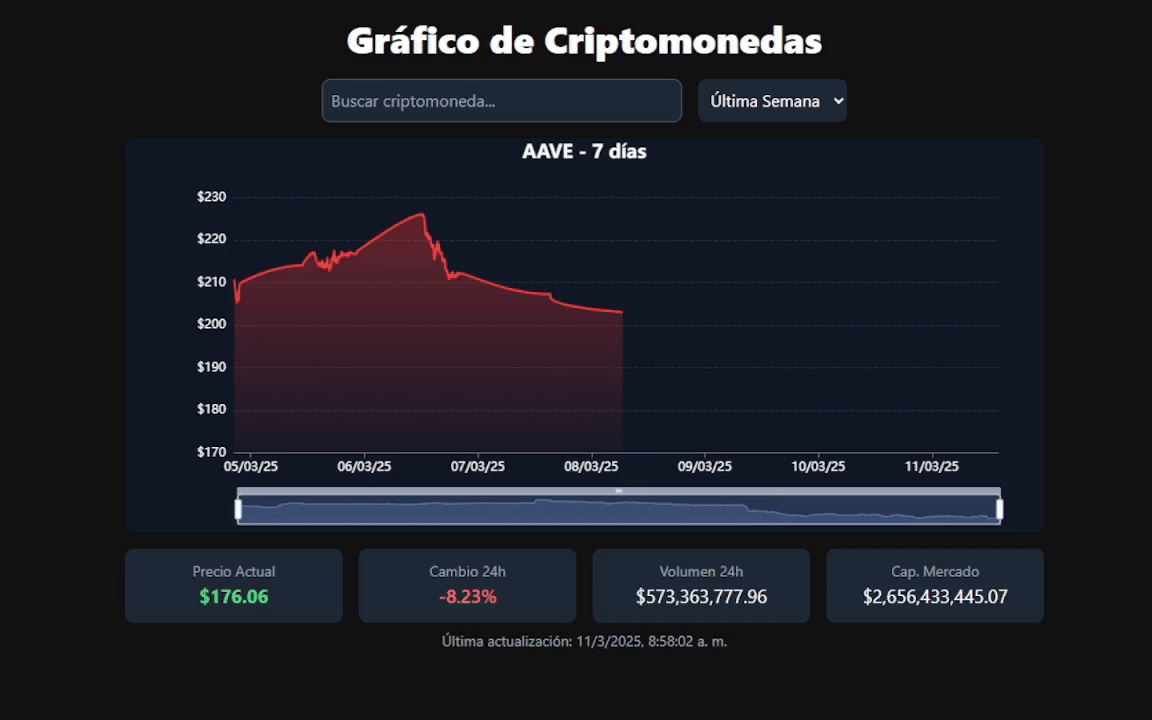 Gráfico de Criptomonedas
Buscar criptomoneda...
Última Semana
AAVE - 7 días
$230
$220
$210
$200
$190
$180
$170
05/03/25 06/03/25 07/03/25 08/03/25 09/03/25 10/03/25 11/03/25
Precio Actual
$176.06
Cambio 24h
-8.23%
Volumen 24h
$573,363,777.96
Cap. Mercado
$2,656,433,445.07
Última actualización: 11/3/2025, 8:58:02 a. m.